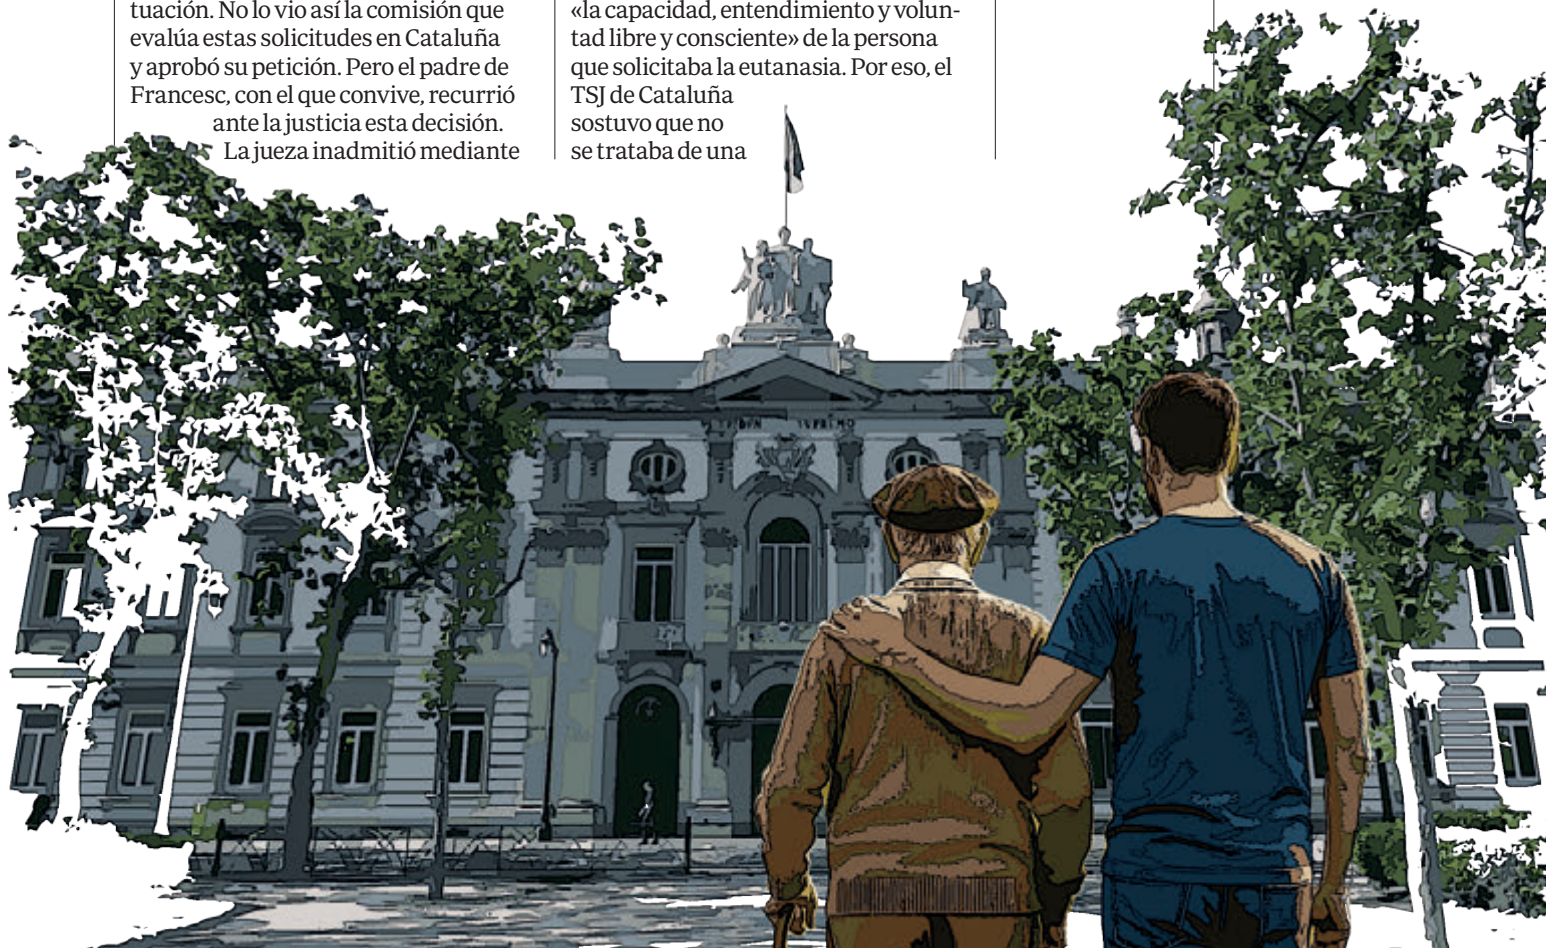 tuación. No lo vio así la comisión que
evalúa estas solicitudes en Cataluña
y aprobó su petición. Pero el padre de
Francesc, con el que convive, recurrió
ante la justicia esta decisión.
La jueza inadmitió mediante
«la capacidad, entendimiento y volun-
tad libre y consciente» de la persona
que solicitaba la eutanasia. Por eso, el
TSJ de Cataluña
sostuvo que no
se trataba de una